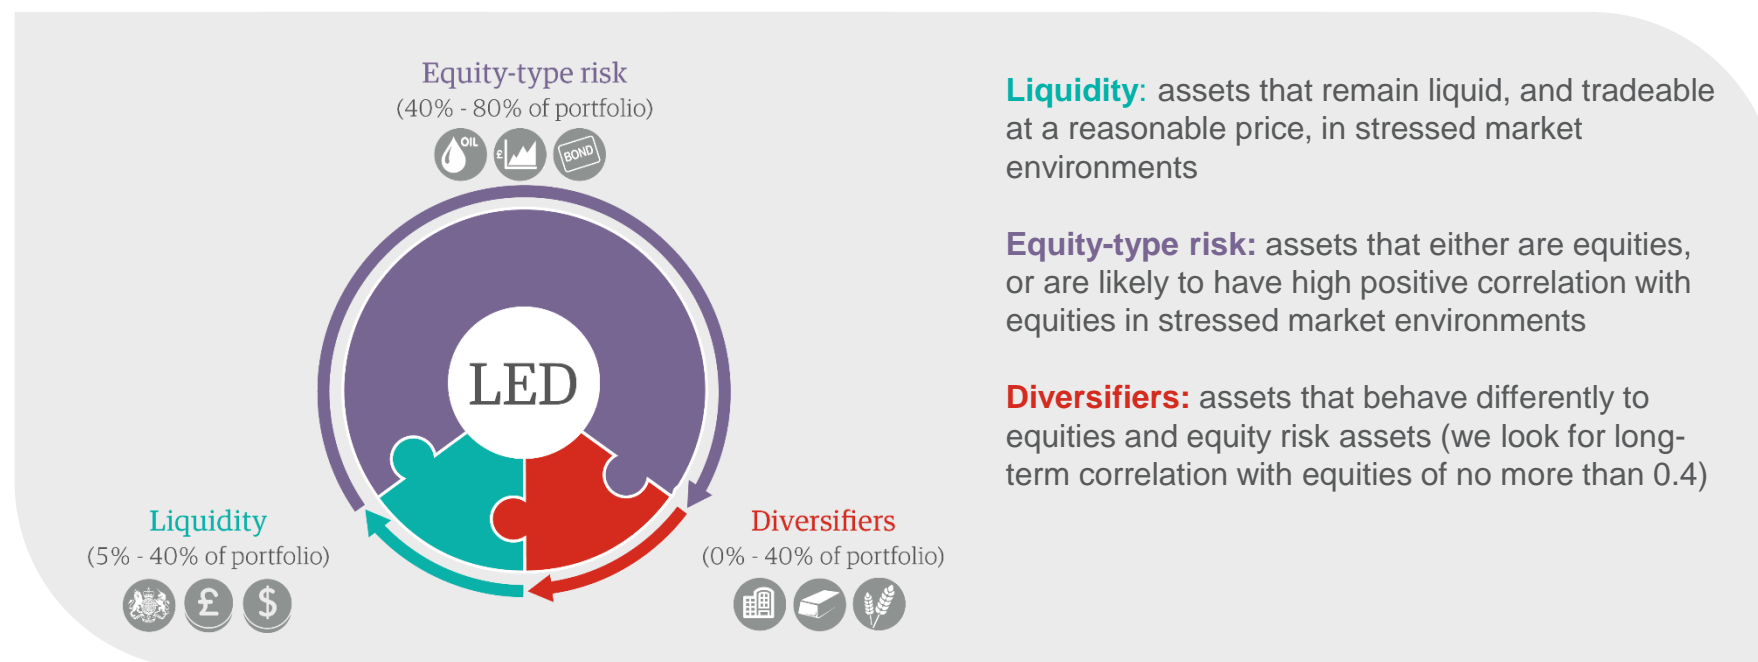 Equity-type risk
(40% - 80% of portfolio)
OIL
£
BOND
LED
Liquidity
(5% - 40% of portfolio)
£
$
Diversifiers
(0% - 40% of portfolio)
Liquidity: assets that remain liquid, and tradeable
at a reasonable price, in stressed market
environments
Equity-type risk: assets that either are equities,
or are likely to have high positive correlation with
equities in stressed market environments
Diversifiers: assets that behave differently to
equities and equity risk assets (we look for long-
term correlation with equities of no more than 0.4)